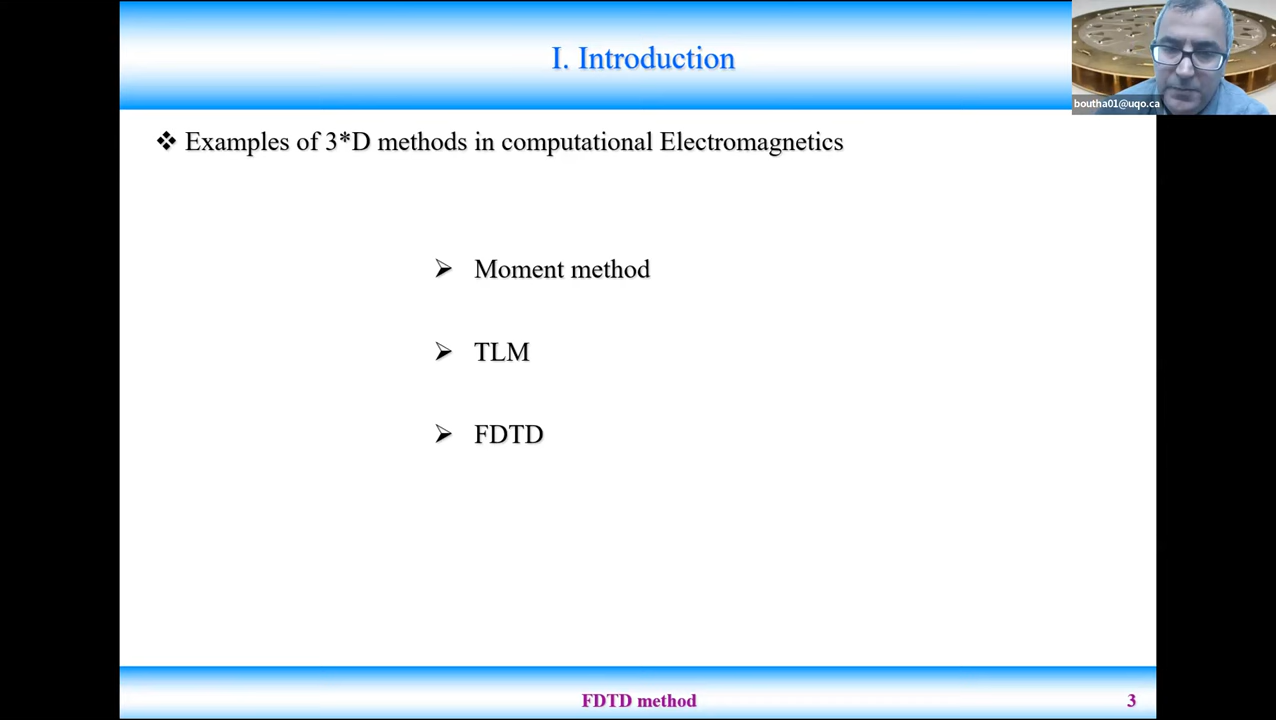 I. Introduction
boutha01@uqo.ca
❖ Examples of 3*D methods in computational Electromagnetics
➢ Moment method
➢ TLM
➢ FDTD
FDTD method
3